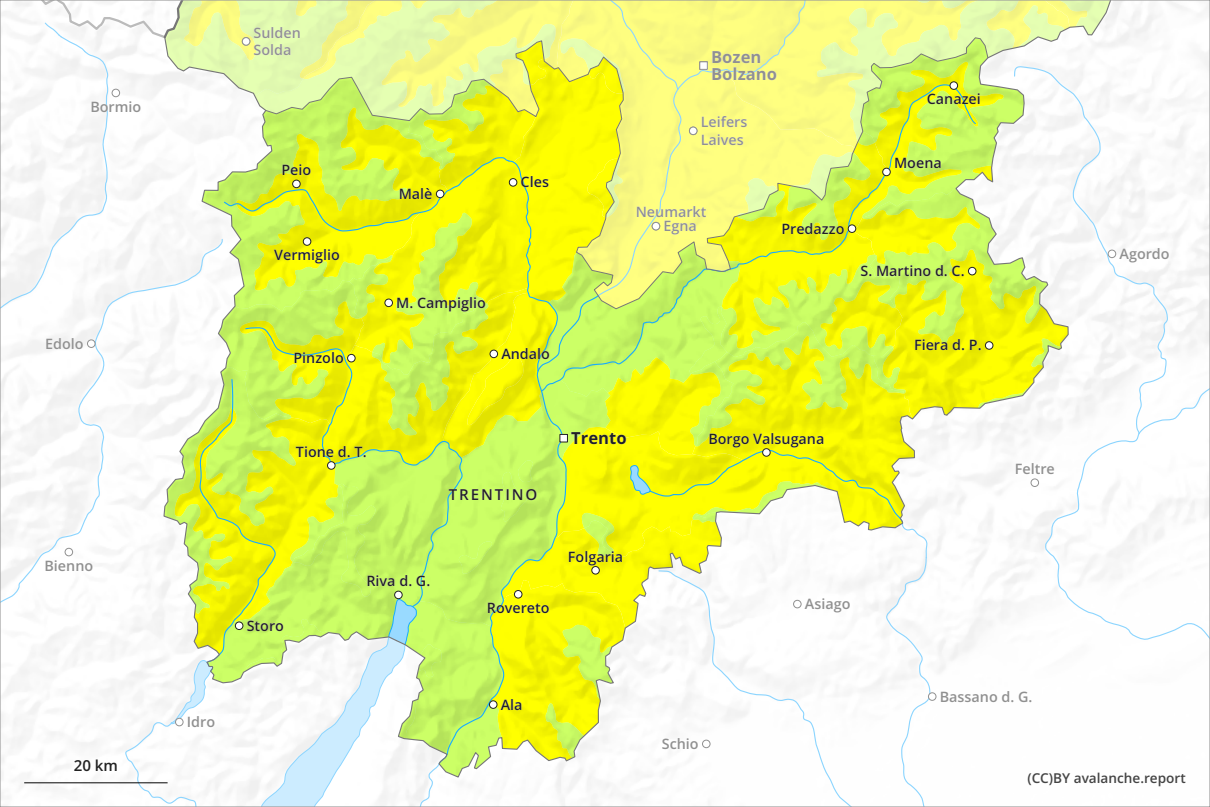 Sulden
Solda
Bozen
Bolzano
Bormio
Canazei
Leifers
Laives
Peio
Moena
Malè
Cles
Neumarkt
Egna
Predazzo
Vermiglio
Agordo
S. Martino d. C.
M. Campiglio
Edolo
Pinzolo
Andalo
Fiera d. P.
Trento
Borgo Valsugana
Tione d. T.
Feltre
TRENTINO
Bienno
Folgaria
Riva d. G.
Rovereto
Asiago
Storo
Bassano d. G.
Ala
Idro
Schio
20 km
(CC)BY avalanche.report